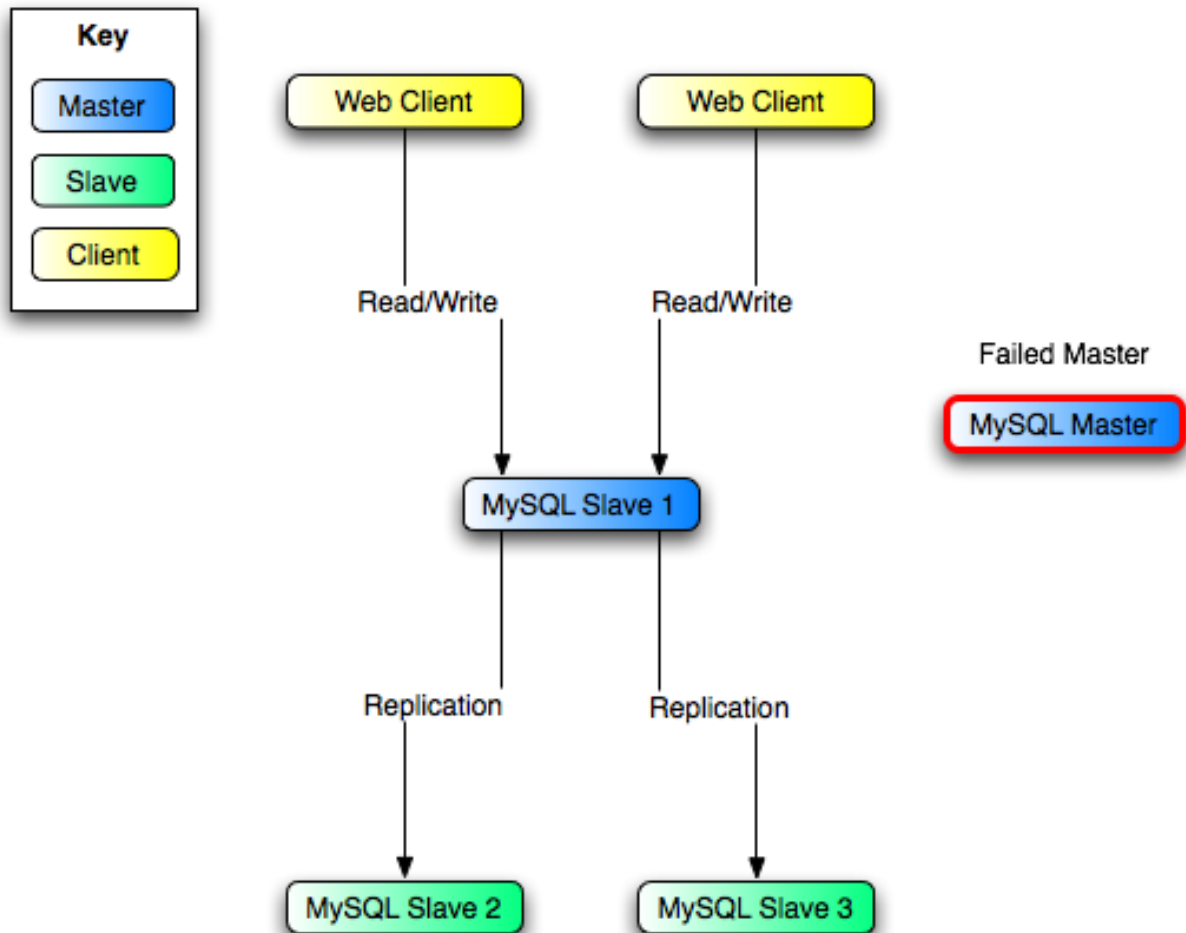 Key
Master
Slave
Client
Web Client
Web Client
Read/Write
Read/Write
Failed Master
MySQL Master
MySQL Slave 1
Replication
Replication
MySQL Slave 2
MySQL Slave 3